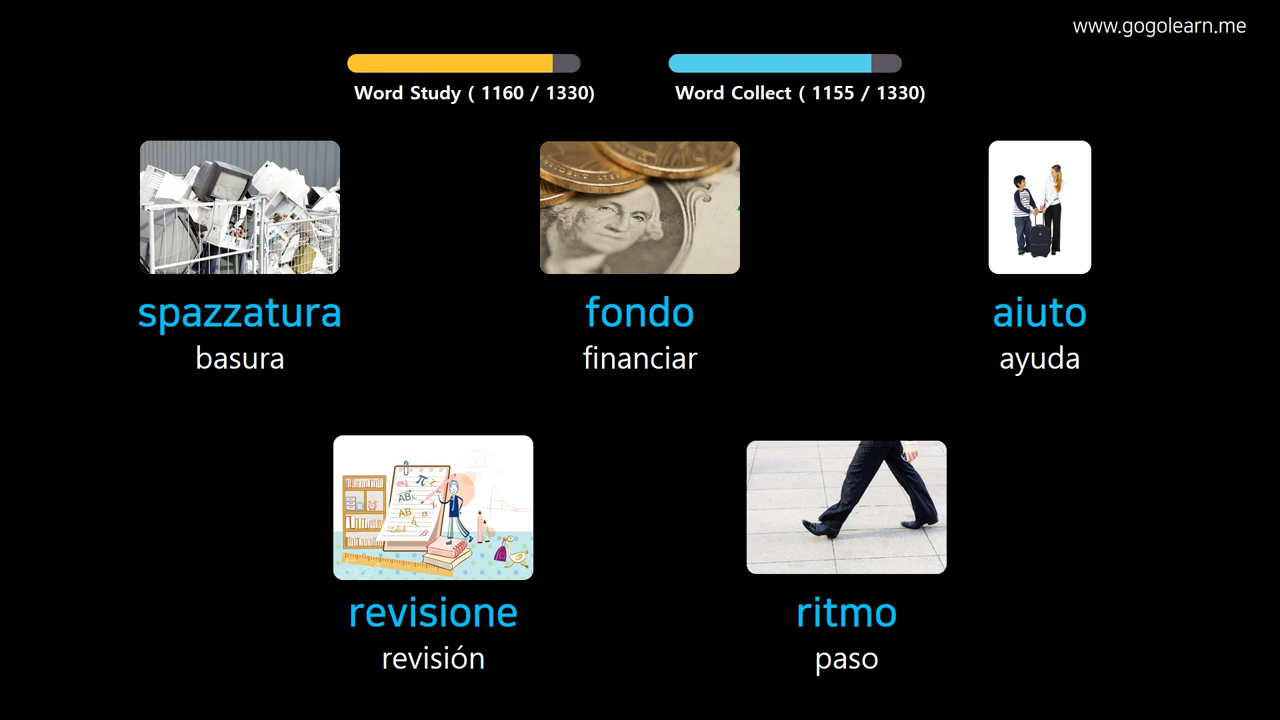 www.gogolearn.me
Word Study ( 1160 / 1330)
Word Collect ( 1155 / 1330)
spazzatura
basura
fondo
financiar
aiuto
ayuda
revisione
revisión
ritmo
paso